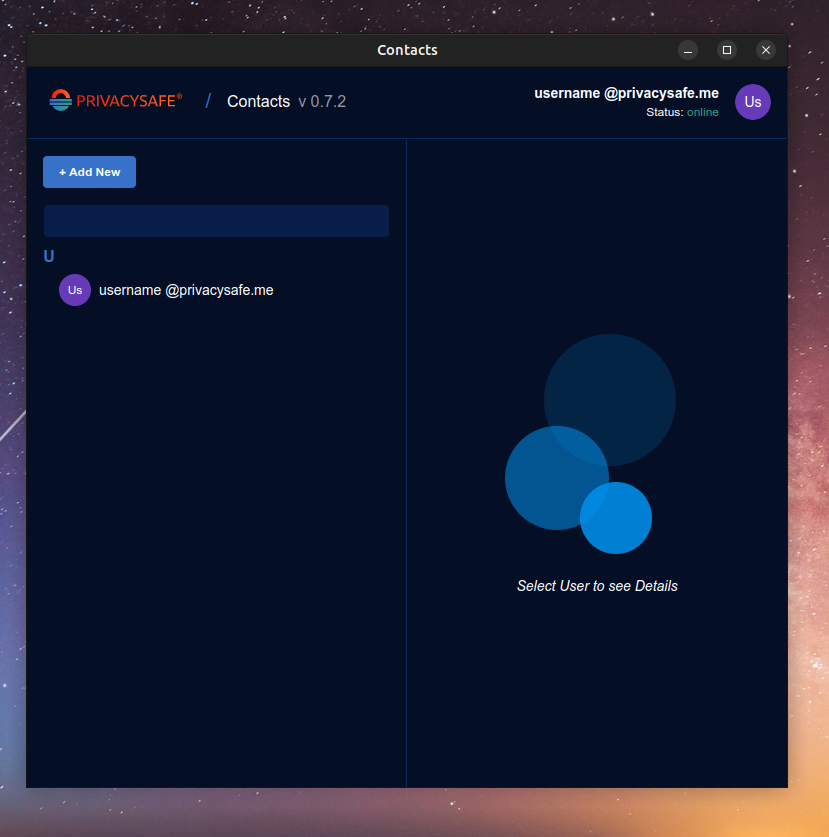 Contacts
PRIVACYSAFE® / Contacts v 0.7.2
username @privacysafe.me
Status: online
Us
+ Add New
U
Us username @privacysafe.me
Select User to see Details